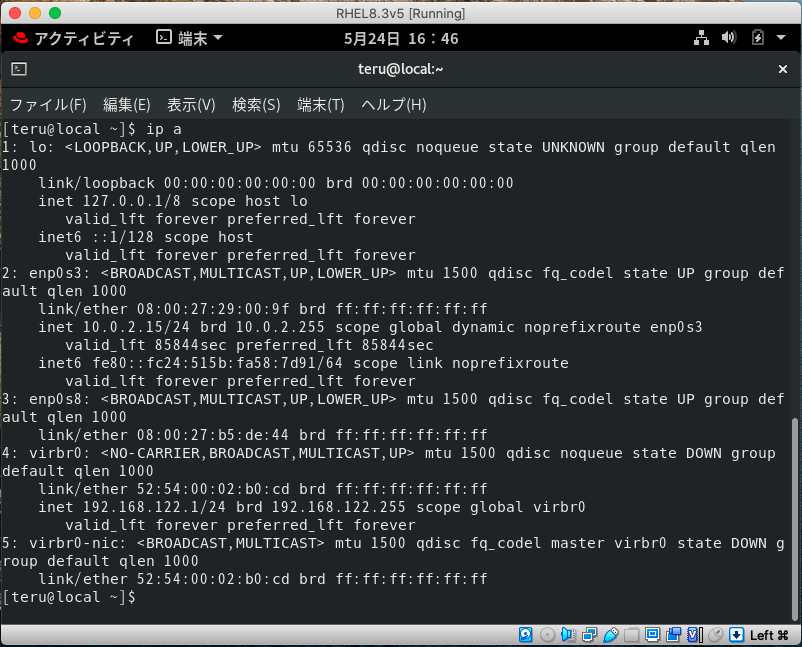 RHEL8.3v5 [Running]
アクティビティ 端末 5月24日 16：46
teru@local:~
ファイル(F) 編集(E) 表示(V) 検索(S) 端末(T) ヘルプ(H)
[teru@local ~]$ ip a
1: lo: <LOOPBACK,UP,LOWER_UP> mtu 65536 qdisc noqueue state UNKNOWN group default qlen
1000
    link/loopback 00:00:00:00:00:00 brd 00:00:00:00:00:00
    inet 127.0.0.1/8 scope host lo
       valid_lft forever preferred_lft forever
    inet6 ::1/128 scope host
       valid_lft forever preferred_lft forever
2: enp0s3: <BROADCAST,MULTICAST,UP,LOWER_UP> mtu 1500 qdisc fq_codel state UP group def
ault qlen 1000
    link/ether 08:00:27:29:00:9f brd ff:ff:ff:ff:ff:ff
    inet 10.0.2.15/24 brd 10.0.2.255 scope global dynamic noprefixroute enp0s3
       valid_lft 85844sec preferred_lft 85844sec
    inet6 fe80::fc24:515b:fa58:7d91/64 scope link noprefixroute
       valid_lft forever preferred_lft forever
3: enp0s8: <BROADCAST,MULTICAST,UP,LOWER_UP> mtu 1500 qdisc fq_codel state UP group def
ault qlen 1000
    link/ether 08:00:27:b5:de:44 brd ff:ff:ff:ff:ff:ff
4: virbr0: <NO-CARRIER,BROADCAST,MULTICAST,UP> mtu 1500 qdisc noqueue state DOWN group
default qlen 1000
    link/ether 52:54:00:02:b0:cd brd ff:ff:ff:ff:ff:ff
    inet 192.168.122.1/24 brd 192.168.122.255 scope global virbr0
       valid_lft forever preferred_lft forever
5: virbr0-nic: <BROADCAST,MULTICAST> mtu 1500 qdisc fq_codel master virbr0 state DOWN g
roup default qlen 1000
    link/ether 52:54:00:02:b0:cd brd ff:ff:ff:ff:ff:ff
[teru@local ~]$
Left ⌘